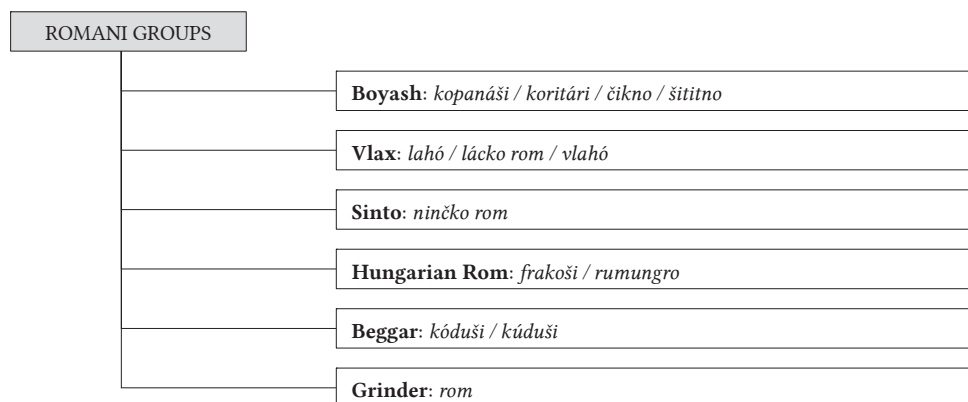 ROMANI GROUPS
Boyash: kopanáši / koritári / čikno / šititno
Vlax: lahó / lácko rom / vlahó
Sinto: ninčko rom
Hungarian Rom: frakoši / rumungro
Beggar: kóduši / kúduši
Grinder: rom